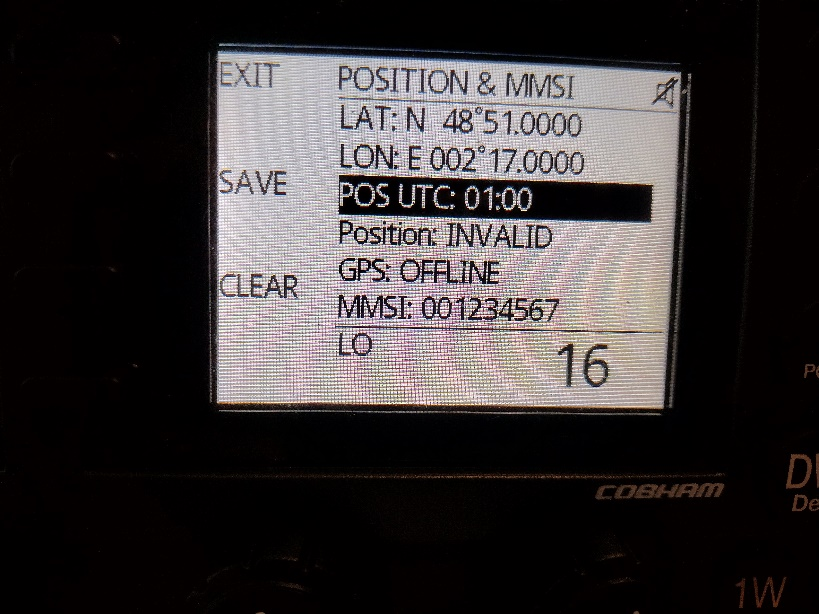 EXIT
POSITION & MMSI
LAT: N 48°51.0000
LON: E 002°17.0000
SAVE
POS UTC: 01:00
Position: INVALID
GPS: OFFLINE
CLEAR
MMSI: 001234567
LO
16
COBHAM
1W